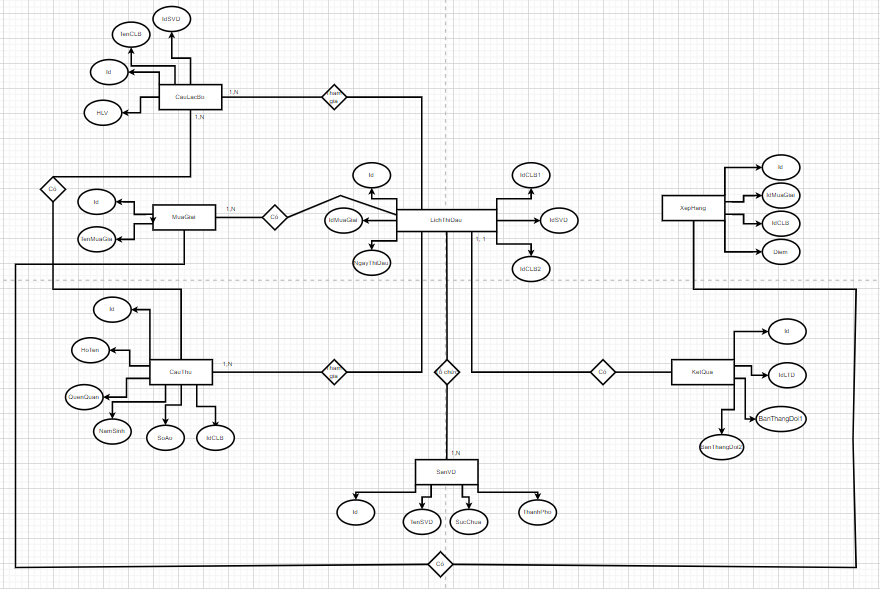 IdSVD
TenCLB
Id
CauLacBo
1,N
Tham
gia
HLV
1,N
Id
IdCLB1
Id
Có
IdMuaGiai
Id
1,N
MuaGiai
Có
IdMuaGiai
LichThiDau
IdSVD
XepHang
IdCLB
TenMuaGia
1, 1
Diem
NgayThiDau
IdCLB2
Id
Id
HoTen
1,N
CauThu
Tham
gia
Có
KetQua
IdLTD
QuenQuan
BanThangDoi1
NamSinh
SoAo
IdCLB
BanThangDoi2
1,N
SanVD
Id
TenSVD
SucChua
ThanhPho
Có